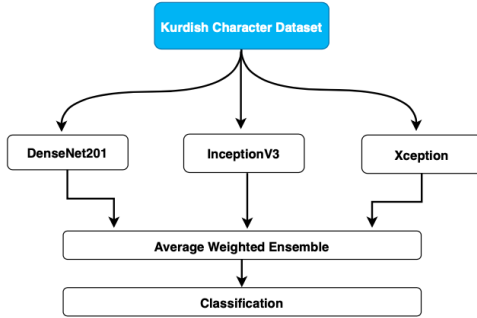 Kurdish Character Dataset
DenseNet201
InceptionV3
Xception
Average Weighted Ensemble
Classification